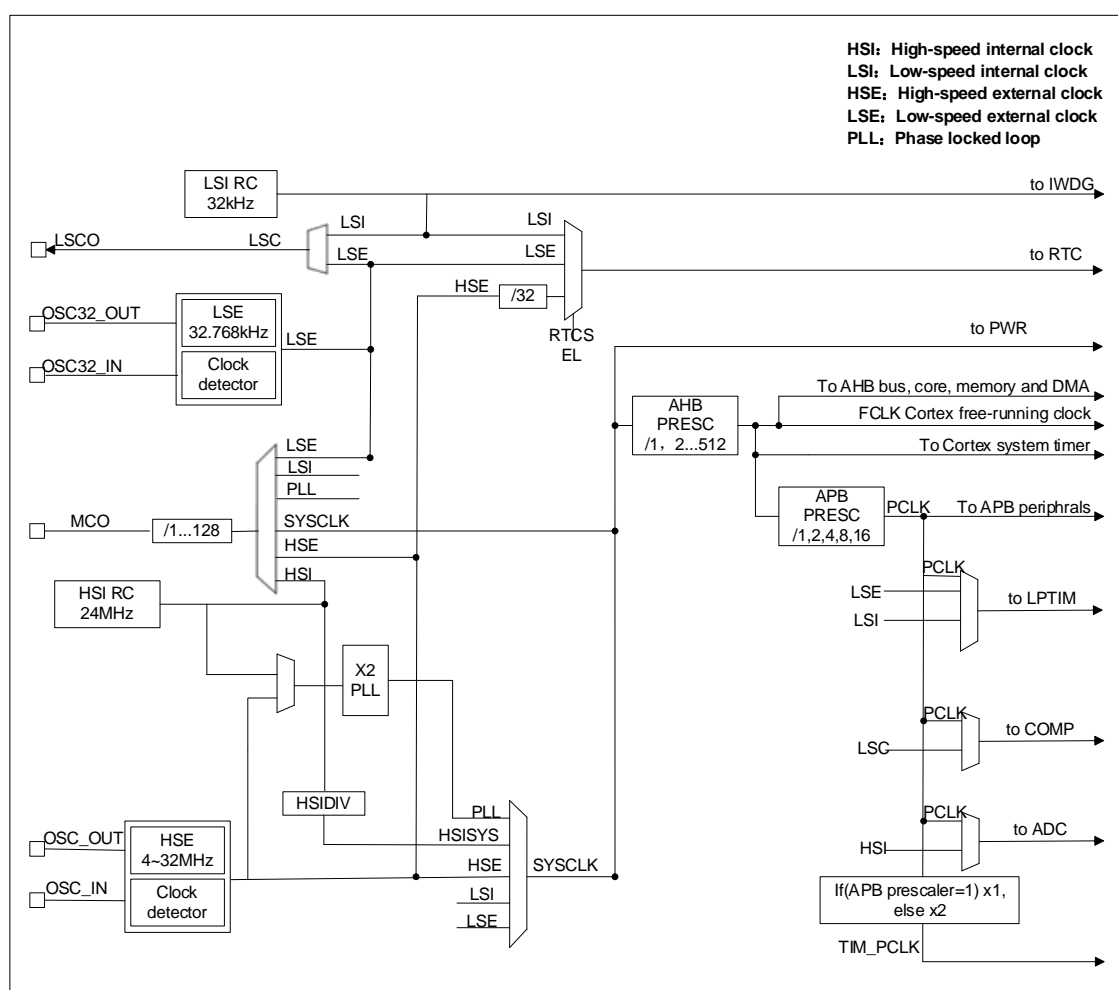 HSI：High-speed internal clock
LSI：Low-speed internal clock
HSE：High-speed external clock
LSE：Low-speed external clock
PLL：Phase locked loop
LSI RC
32kHz
to IWDG
LSCO
LSC
LSI
LSE
LSI
LSE
HSE
/32
RTCS
EL
to RTC
OSC32_OUT
OSC32_IN
LSE
32.768kHz
Clock
detector
LSE
to PWR
AHB
PRESC
/1，2...512
To AHB bus, core, memory and DMA
FCLK Cortex free-running clock
To Cortex system timer
LSE
LSI
PLL
SYSCLK
HSE
HSI
MCO
/1...128
APB
PRESC
/1,2,4,8,16
PCLK
To APB periphrals
HSI RC
24MHz
PCLK
LSE
LSI
to LPTIM
X2
PLL
PCLK
LSC
to COMP
HSIDIV
PLL
HSISYS
HSE
LSI
LSE
SYSCLK
PCLK
HSI
to ADC
OSC_OUT
OSC_IN
HSE
4~32MHz
Clock
detector
If(APB prescaler=1) x1,
else x2
TIM_PCLK